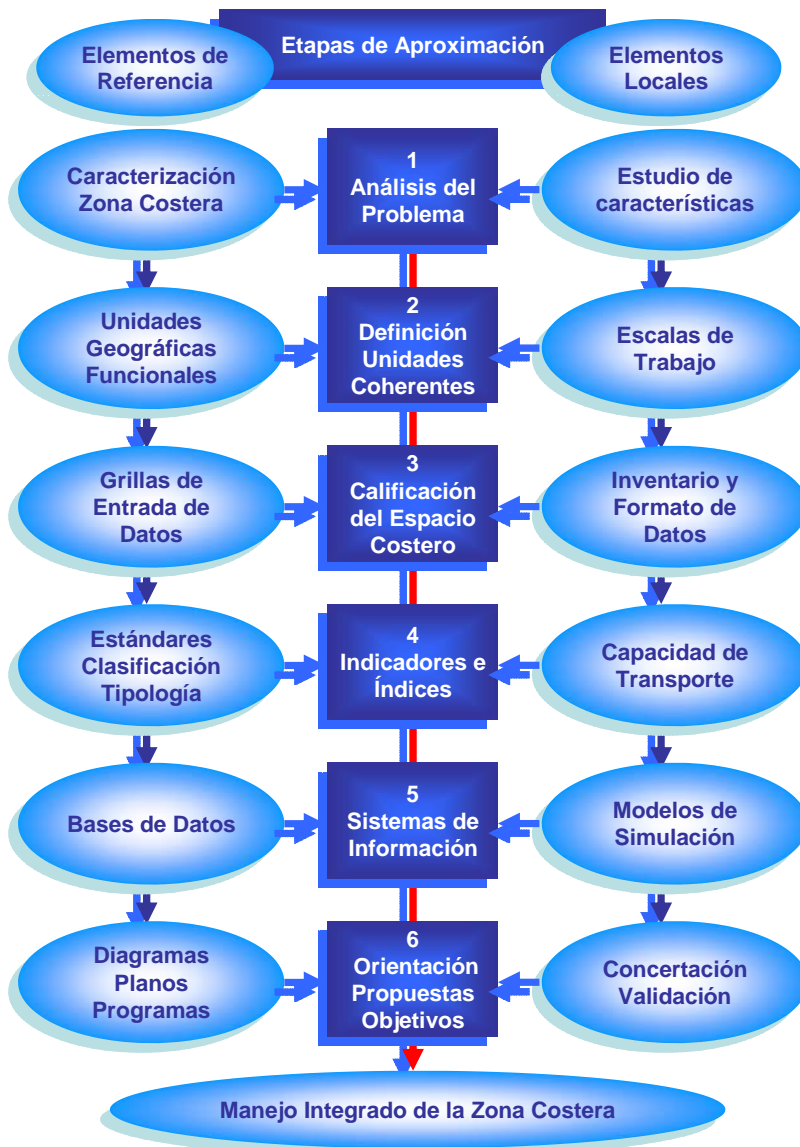 Elementos de
Referencia
Etapas de Aproximación
Elementos
Locales
Caracterización
Zona Costera
1
Análisis del
Problema
Estudio de
característificas
Unidades
Geográficas
Funcionales
2
Definición
Unidades
Coherentes
Escalas de
Trabajo
Grillas de
Entrada de
Datos
3
Calificación
del Espacio
Costero
Inventario y
Formato de
Datos
Estándares
Clasificación
Tipología
4
Indicadores e
Índices
Capacidad de
Transporte
Bases de Datos
5
Sistemas de
Información
Modelos de
Simulación
Diagramas
Planos
Programas
6
Orientación
Propuestas
Objetivos
Concertación
Validación
Manejo Integrado de la Zona Costera